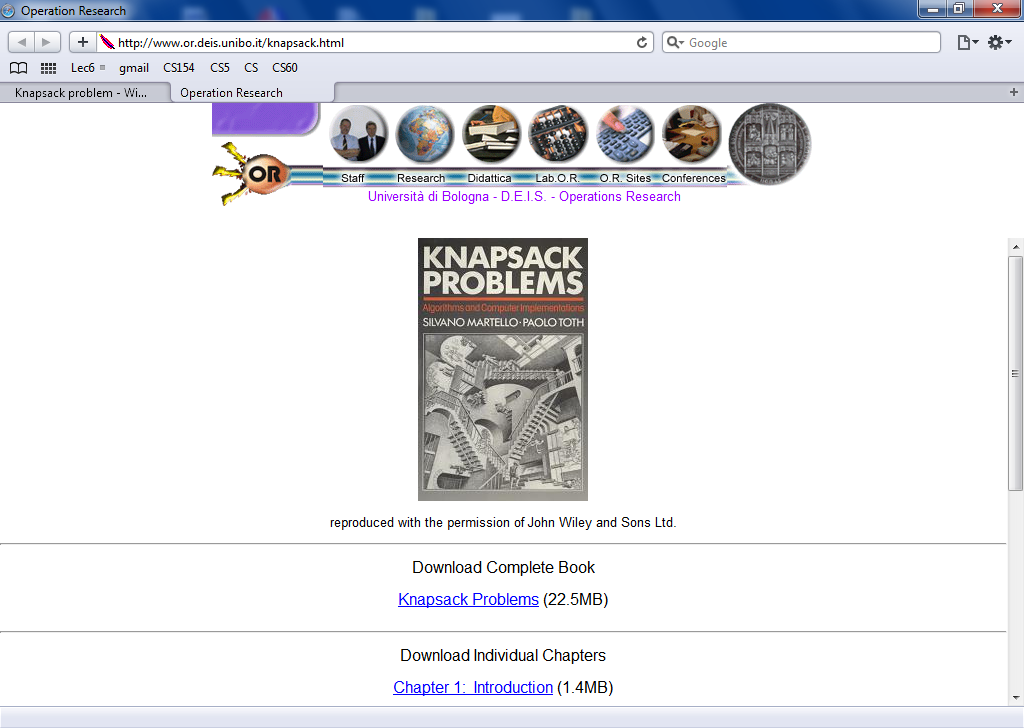 Operation Research
http://www.or.deis.unibo.it/knapsack.html
Google
Lec6 gmail CS154 CS5 CS CS60
Knapsack problem - Wi... Operation Research
OR
Staff Research Didattica Lab.O.R. O.R. Sites Conferences
Università di Bologna - D.E.I.S. - Operations Research
KNAPSACK
PROBLEMS
Algorithms and Computer Implementations
SILVANO MARTELLO · PAOLO TOTH
reproduced with the permission of John Wiley and Sons Ltd.
Download Complete Book
Knapsack Problems (22.5MB)
Download Individual Chapters
Chapter 1: Introduction (1.4MB)